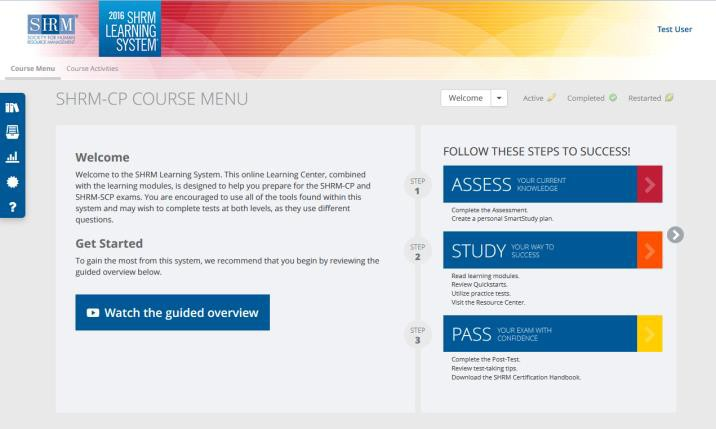 SHRM
SOCIETY FOR HUMAN
RESOURCE MANAGEMENT
2016 SHRM
LEARNING
SYSTEM
Test User
Course Menu Course Activities
SHRM-CP COURSE MENU
Welcome
Active
Completed
Restarted
Welcome
Welcome to the SHRM Learning System. This online Learning Center, combined
with the learning modules, is designed to help you prepare for the SHRM-CP and
SHRM-SCP exams. You are encouraged to use all of the tools found within this
system and may wish to complete tests at both levels, as they use different
questions.
Get Started
To gain the most from this system, we recommend that you begin by reviewing the
guided overview below.
Watch the guided overview
FOLLOW THESE STEPS TO SUCCESS!
STEP
1
ASSESS YOUR CURRENT
KNOWLEDGE
Complete the Assessment.
Create a personal SmartStudy plan.
STEP
2
STUDY YOUR WAY TO
SUCCESS
Read learning modules.
Review Quickstarts.
Utilize practice tests.
Visit the Resource Center.
STEP
3
PASS YOUR EXAM WITH
CONFIDENCE
Complete the Post-Test.
Review test-taking tips.
Download the SHRM Certification Handbook.